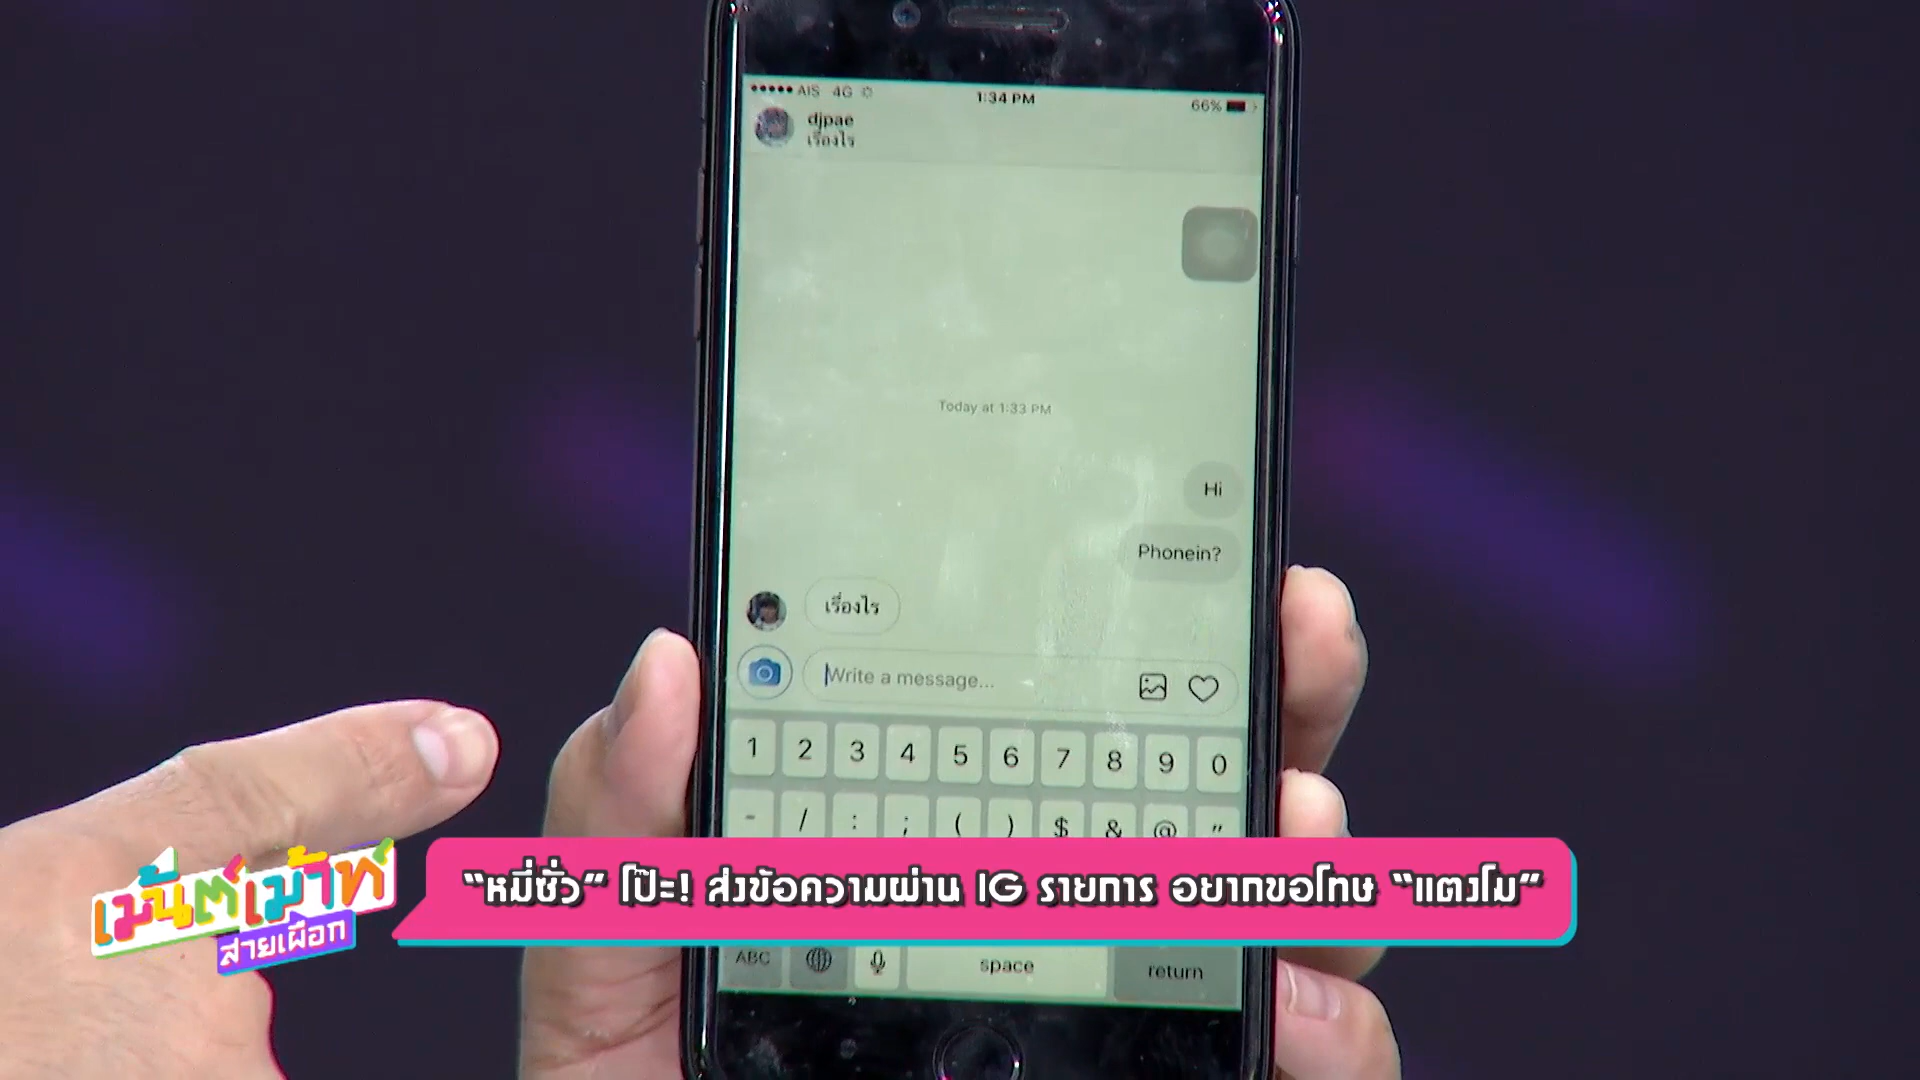 AIS 4G
1:34 PM
66%
djpae
เรื่องไร
Today at 1:33 PM
Hi
Phonein?
เรื่องไร
Write a message...
1 2 3 4 5 6 7 8 9 0
- / : ; ( ) $ & @ "
เม้นต์เม้าท์
สายเผือก
“หมี่ซั่ว” โป๊ะ! ส่งข้อความผ่าน IG รายการ อยากขอโทษ “แตงโม”
ABC
space
return